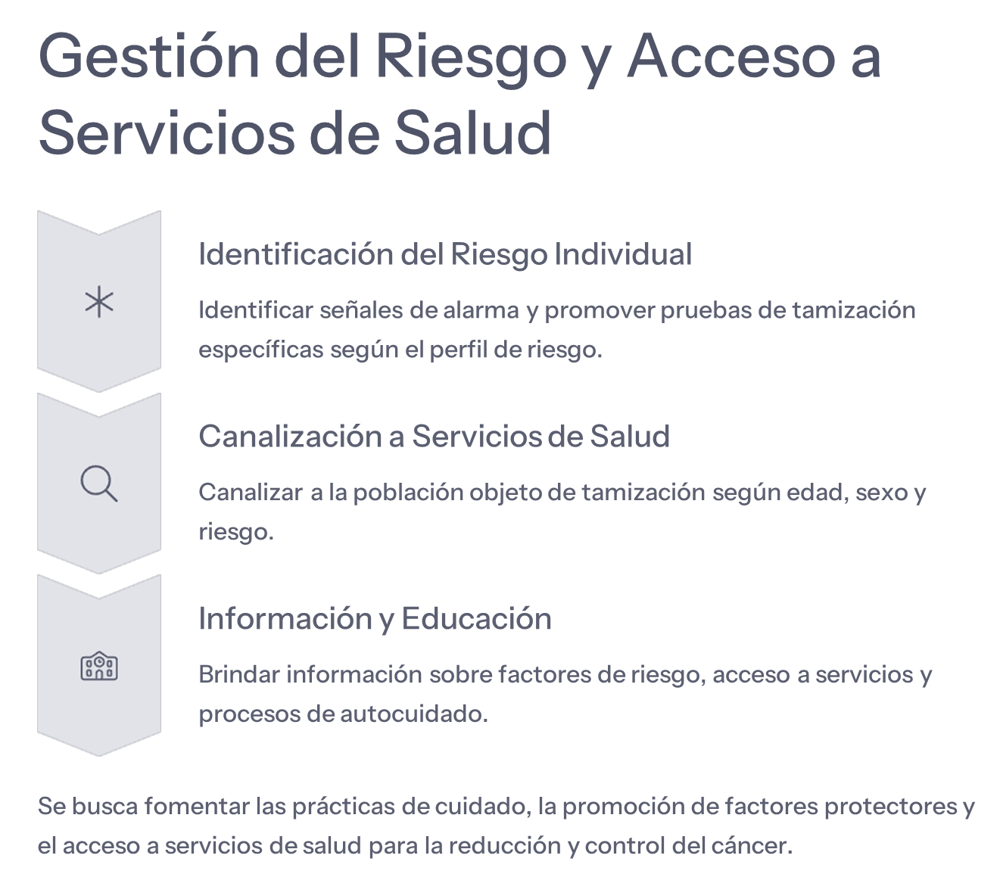 Gestión del Riesgo y Acceso a
Servicios de Salud
Identificación del Riesgo Individual
Identificar señales de alarma y promover pruebas de tamización
específicas según el perfil de riesgo.
Canalización a Servicios de Salud
Canalizar a la población objeto de tamización según edad, sexo y
riesgo.
Información y Educación
Brindar información sobre factores de riesgo, acceso a servicios y
procesos de autocuidado.
Se busca fomentar las prácticas de cuidado, la promoción de factores protectores y
el acceso a servicios de salud para la reducción y control del cáncer.